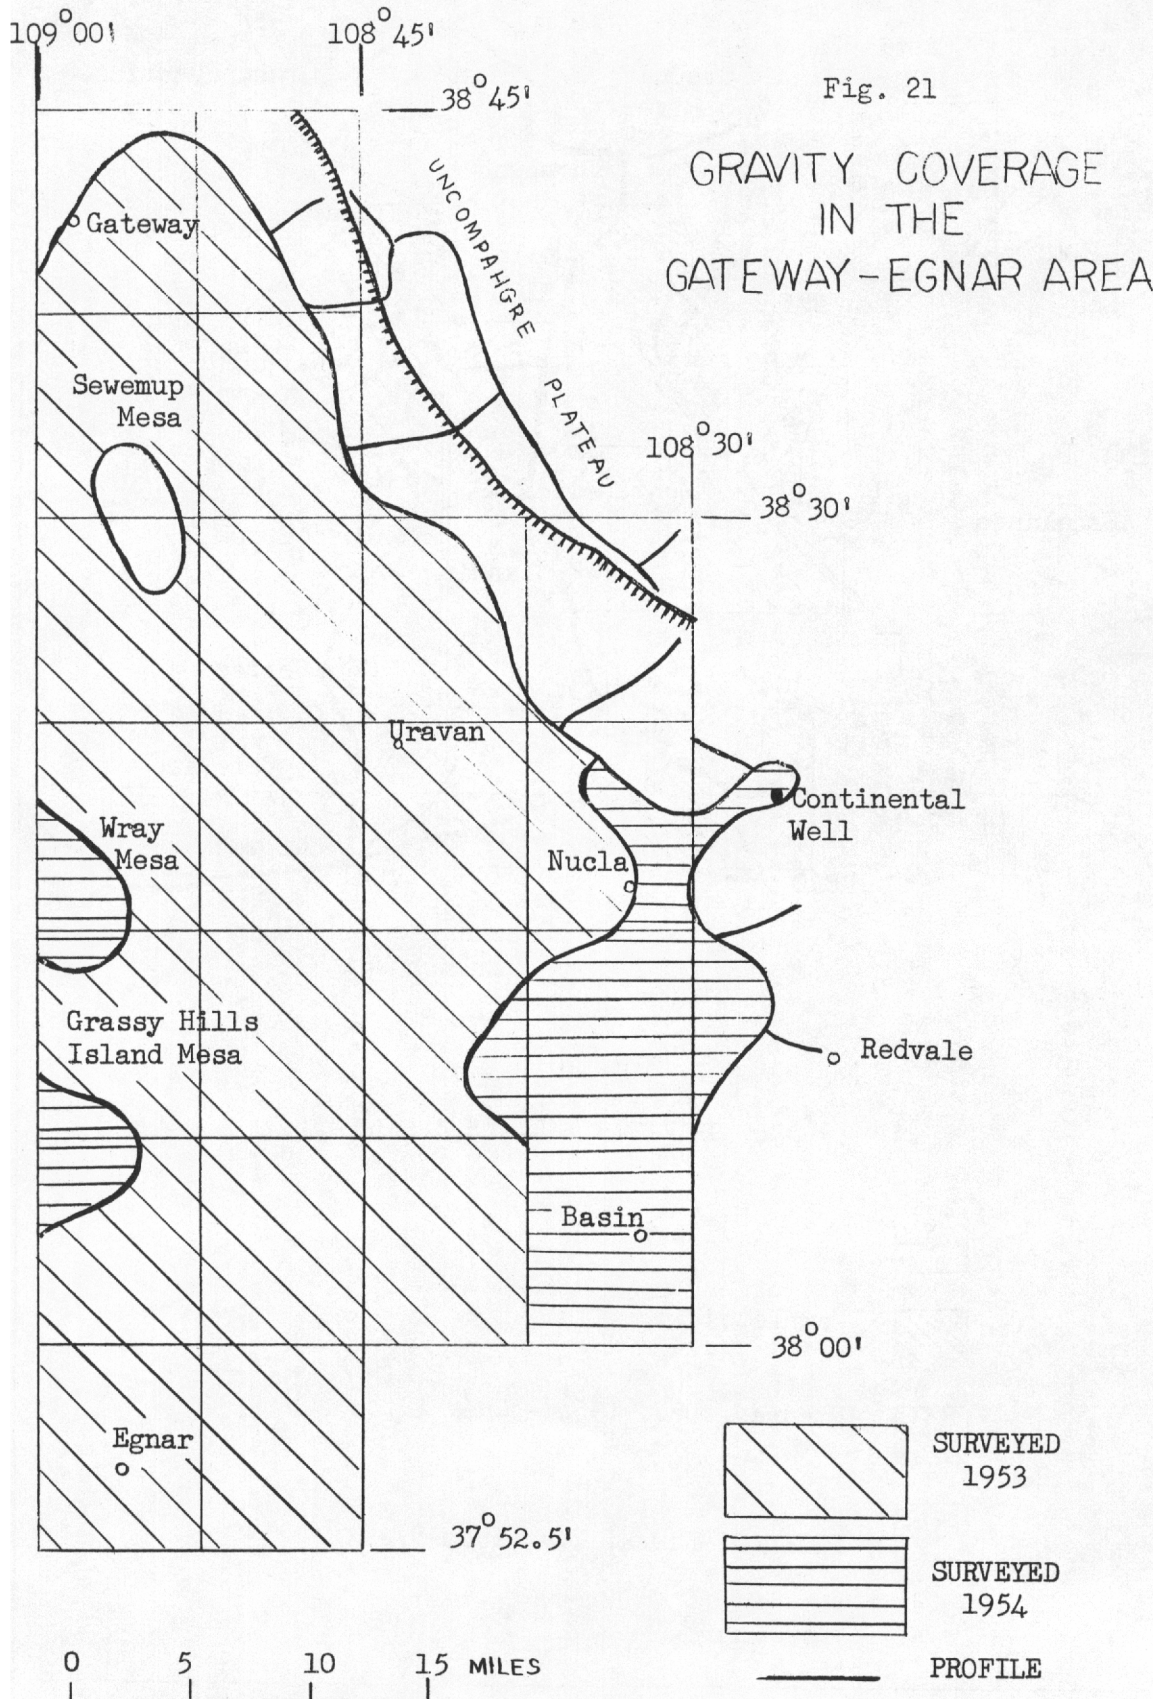 109°00'
108°45'
38°45'
Fig. 21
GRAVITY COVERAGE
IN THE
GATEWAY-EGNAR AREA
UNCOMPAHGRE PLATEAU
Gateway
Sewemup
Mesa
108°30'
38°30'
Uravan
Continental
Well
Wray
Mesa
Nucla
Grassy Hills
Island Mesa
Redvale
Basin
38°00'
Egnar
SURVEYED
1953
37°52.5'
SURVEYED
1954
0 5 10 15 MILES
PROFILE